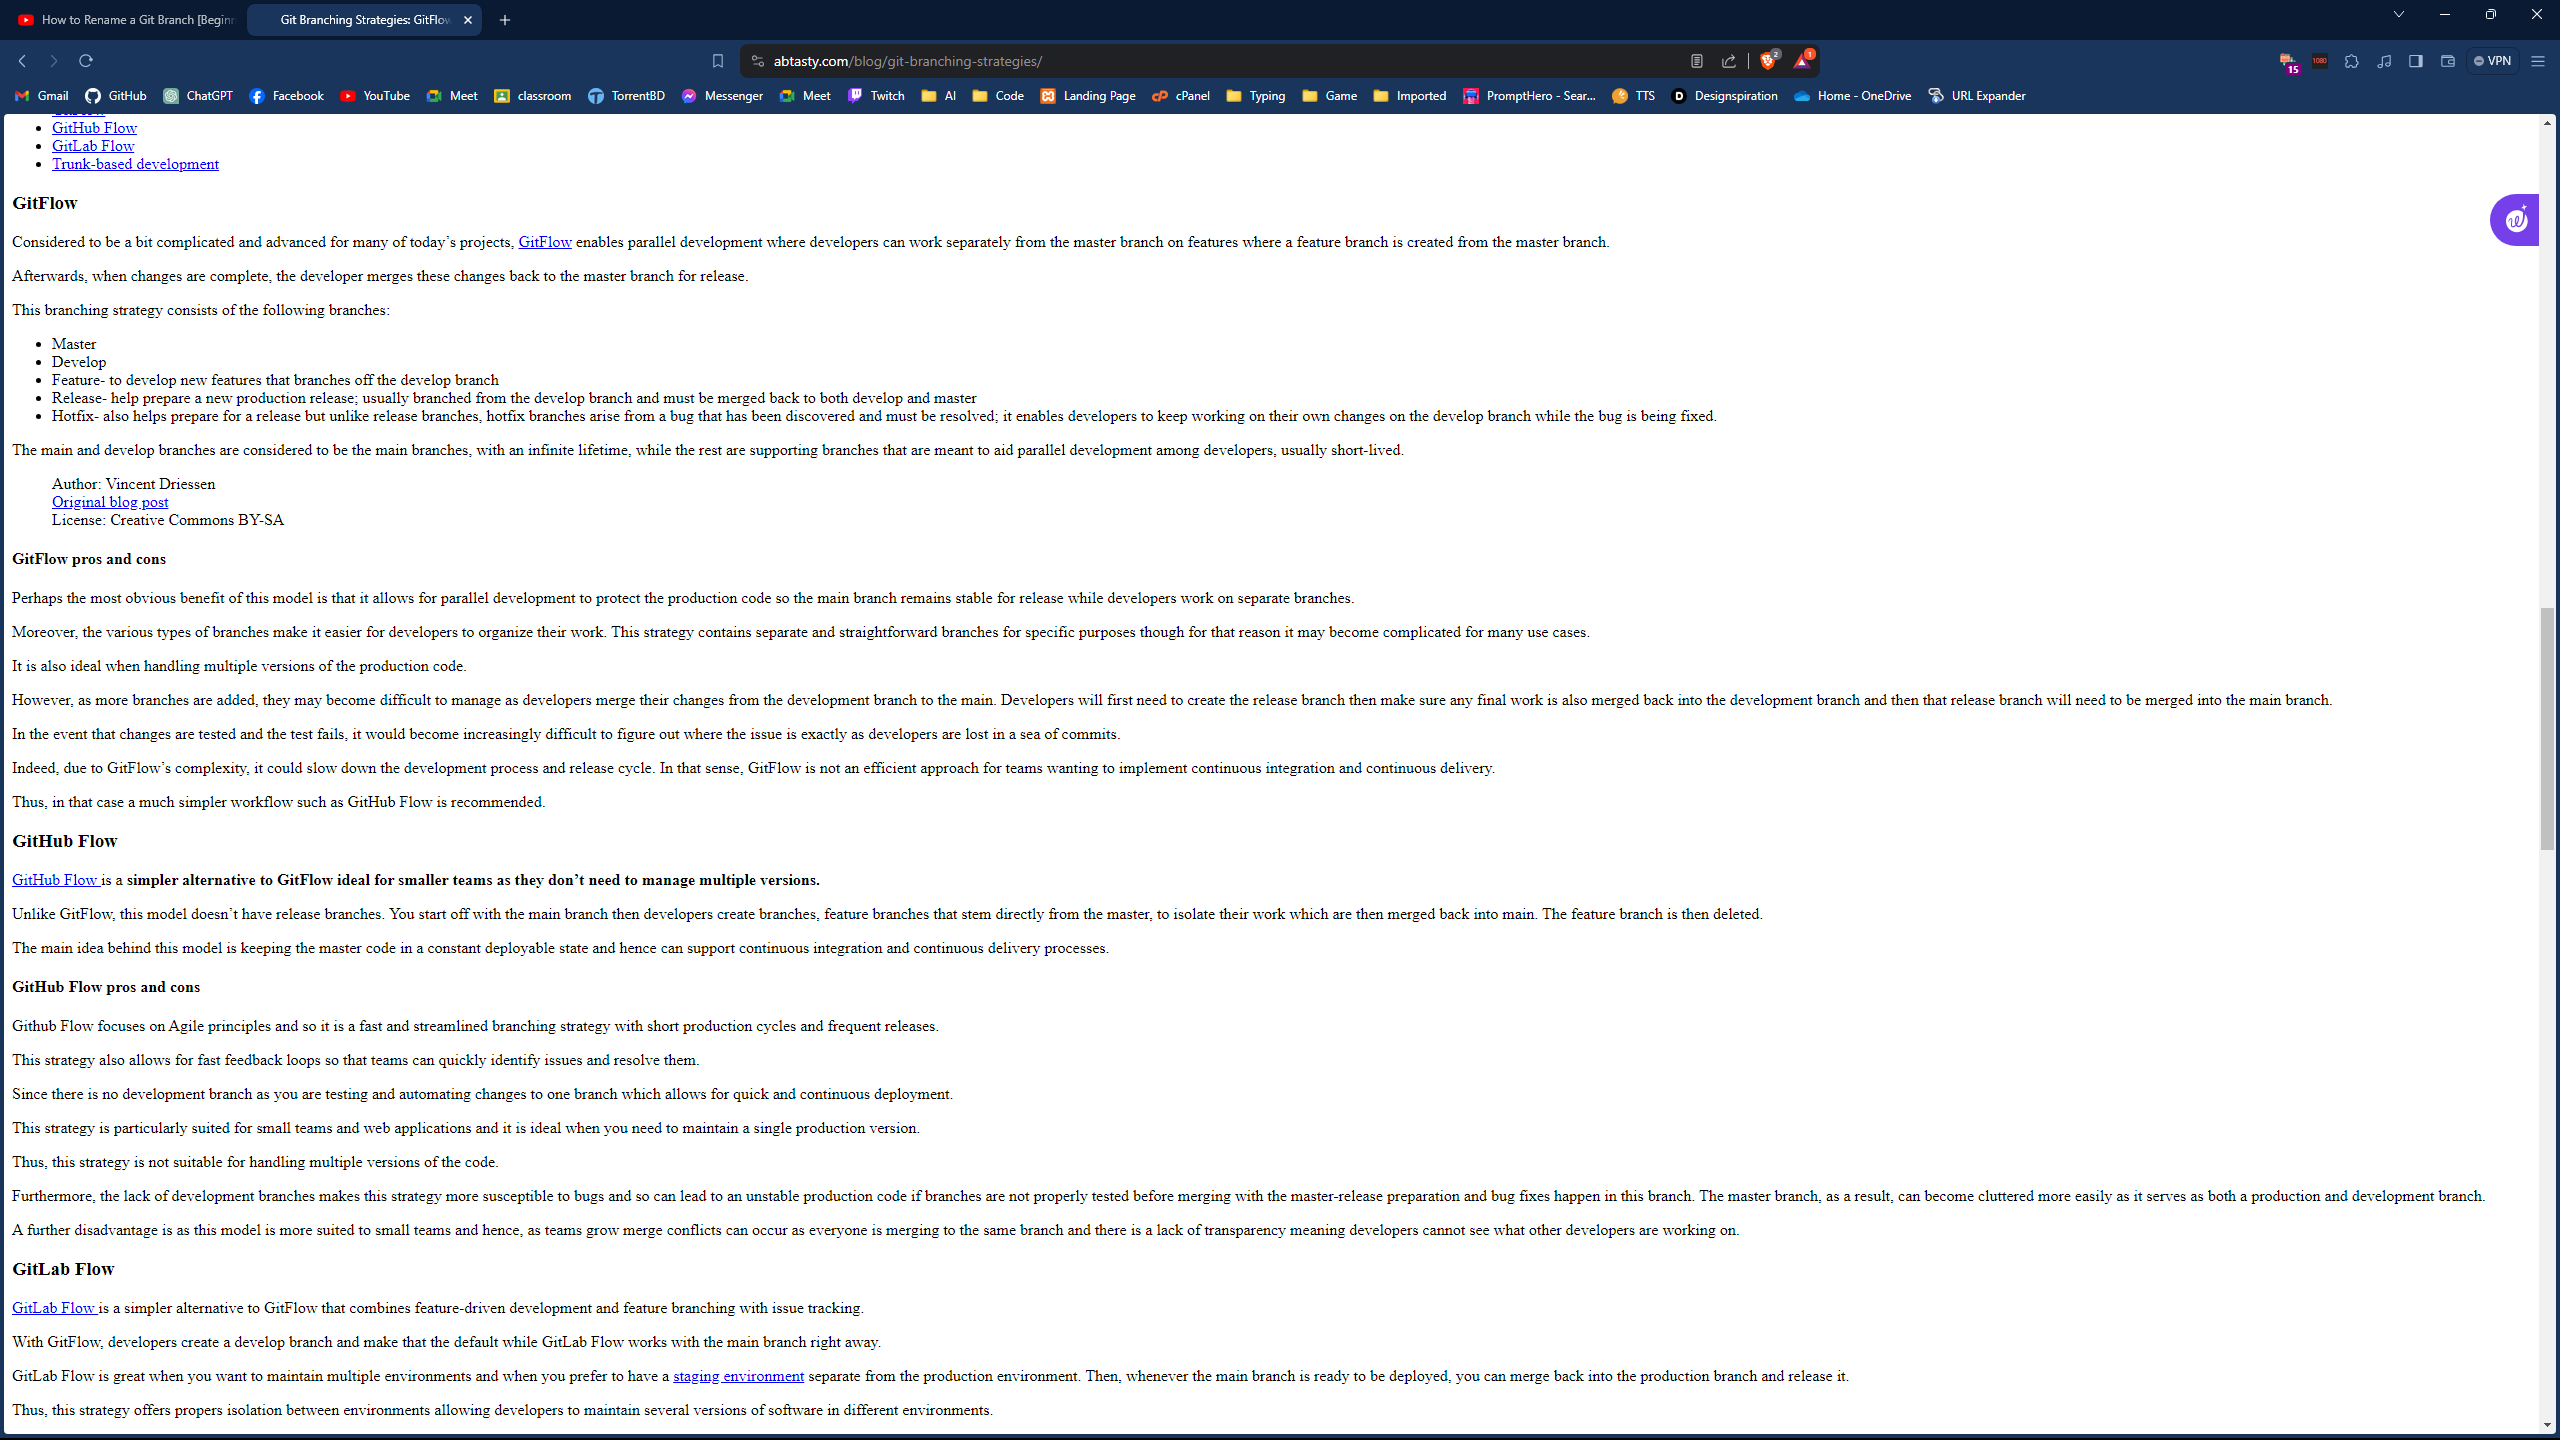 How to Rename a Git Branch [Beginn
Git Branching Strategies: GitFlow
abtasty.com/blog/git-branching-strategies/
2
1
15
1080
VPN
Gmail
GitHub
ChatGPT
Facebook
YouTube
Meet
classroom
TorrentBD
Messenger
Meet
Twitch
AI
Code
Landing Page
cPanel
Typing
Game
Imported
PromptHero - Sear...
TTS
Designspiration
Home - OneDrive
URL Expander
GitHub Flow
GitLab Flow
Trunk-based development
GitFlow
Considered to be a bit complicated and advanced for many of today’s projects, GitFlow enables parallel development where developers can work separately from the master branch on features where a feature branch is created from the master branch.
Afterwards, when changes are complete, the developer merges these changes back to the master branch for release.
This branching strategy consists of the following branches:
Master
Develop
Feature- to develop new features that branches off the develop branch
Release- help prepare a new production release; usually branched from the develop branch and must be merged back to both develop and master
Hotfix- also helps prepare for a release but unlike release branches, hotfix branches arise from a bug that has been discovered and must be resolved; it enables developers to keep working on their own changes on the develop branch while the bug is being fixed.
The main and develop branches are considered to be the main branches, with an infinite lifetime, while the rest are supporting branches that are meant to aid parallel development among developers, usually short-lived.
Author: Vincent Driessen
Original blog post
License: Creative Commons BY-SA
GitFlow pros and cons
Perhaps the most obvious benefit of this model is that it allows for parallel development to protect the production code so the main branch remains stable for release while developers work on separate branches.
Moreover, the various types of branches make it easier for developers to organize their work. This strategy contains separate and straightforward branches for specific purposes though for that reason it may become complicated for many use cases.
It is also ideal when handling multiple versions of the production code.
However, as more branches are added, they may become difficult to manage as developers merge their changes from the development branch to the main. Developers will first need to create the release branch then make sure any final work is also merged back into the development branch and then that release branch will need to be merged into the main branch.
In the event that changes are tested and the test fails, it would become increasingly difficult to figure out where the issue is exactly as developers are lost in a sea of commits.
Indeed, due to GitFlow’s complexity, it could slow down the development process and release cycle. In that sense, GitFlow is not an efficient approach for teams wanting to implement continuous integration and continuous delivery.
Thus, in that case a much simpler workflow such as GitHub Flow is recommended.
GitHub Flow
GitHub Flow is a simpler alternative to GitFlow ideal for smaller teams as they don’t need to manage multiple versions.
Unlike GitFlow, this model doesn’t have release branches. You start off with the main branch then developers create branches, feature branches that stem directly from the master, to isolate their work which are then merged back into main. The feature branch is then deleted.
The main idea behind this model is keeping the master code in a constant deployable state and hence can support continuous integration and continuous delivery processes.
GitHub Flow pros and cons
Github Flow focuses on Agile principles and so it is a fast and streamlined branching strategy with short production cycles and frequent releases.
This strategy also allows for fast feedback loops so that teams can quickly identify issues and resolve them.
Since there is no development branch as you are testing and automating changes to one branch which allows for quick and continuous deployment.
This strategy is particularly suited for small teams and web applications and it is ideal when you need to maintain a single production version.
Thus, this strategy is not suitable for handling multiple versions of the code.
Furthermore, the lack of development branches makes this strategy more susceptible to bugs and so can lead to an unstable production code if branches are not properly tested before merging with the master-release preparation and bug fixes happen in this branch. The master branch, as a result, can become cluttered more easily as it serves as both a production and development branch.
A further disadvantage is as this model is more suited to small teams and hence, as teams grow merge conflicts can occur as everyone is merging to the same branch and there is a lack of transparency meaning developers cannot see what other developers are working on.
GitLab Flow
GitLab Flow is a simpler alternative to GitFlow that combines feature-driven development and feature branching with issue tracking.
With GitFlow, developers create a develop branch and make that the default while GitLab Flow works with the main branch right away.
GitLab Flow is great when you want to maintain multiple environments and when you prefer to have a staging environment separate from the production environment. Then, whenever the main branch is ready to be deployed, you can merge back into the production branch and release it.
Thus, this strategy offers propers isolation between environments allowing developers to maintain several versions of software in different environments.